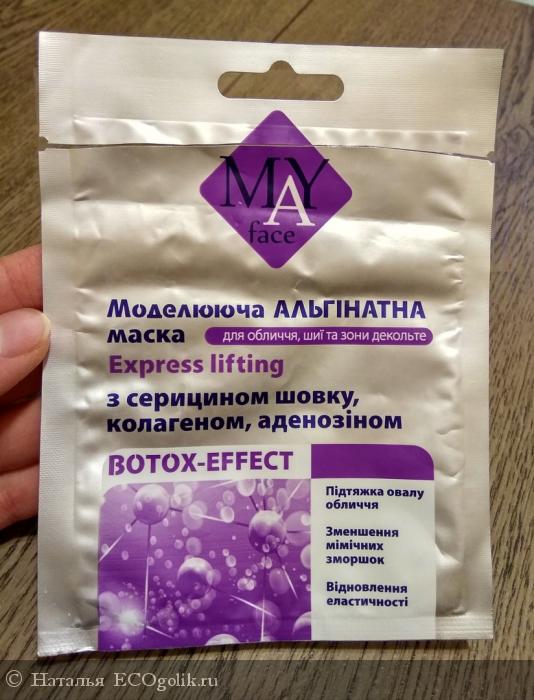 MAY
face
Моделююча АЛЬГІНАТНА
маска для обличчя, шиї та зони декольте
Express lifting
з серицином шовку,
колагеном, аденозіном
BOTOX-EFFECT
Підтяжка овалу
обличчя
Зменшення
мімічних
зморшок
Відновлення
еластичності
© Наталья ECOgolik.ru